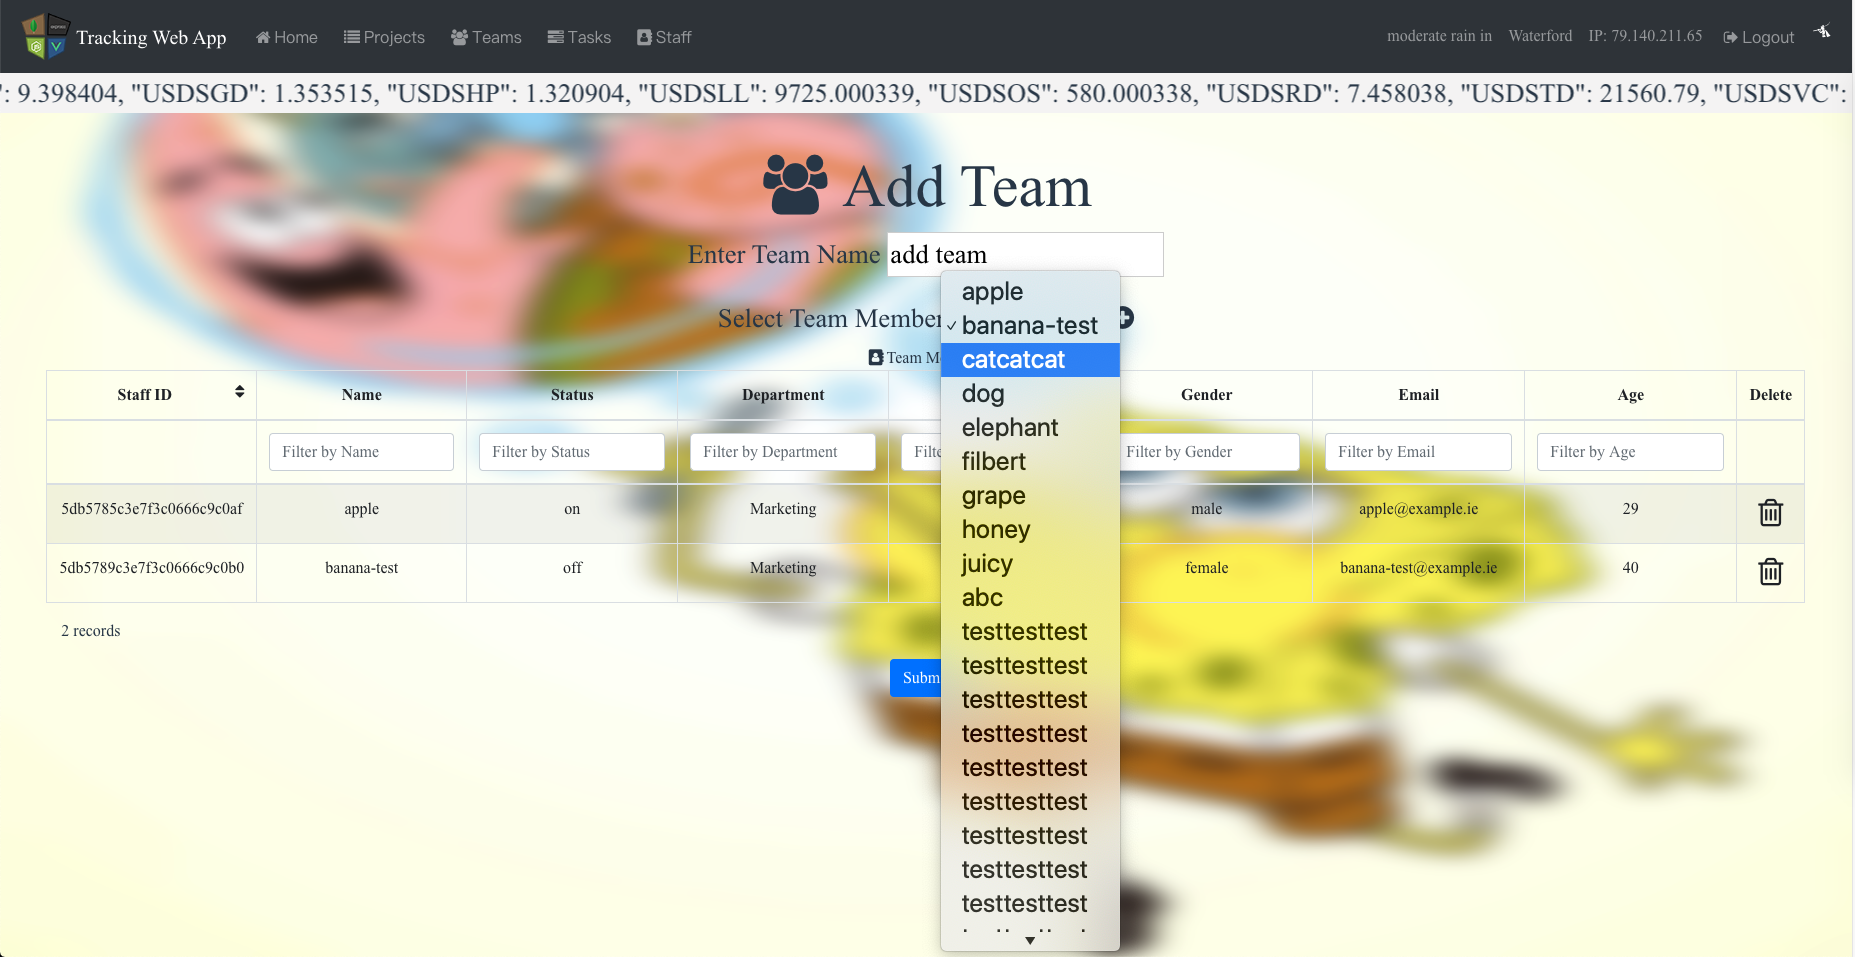 Tracking Web App Home Projects Teams Tasks Staff moderate rain in Waterford IP: 79.140.211.65 Logout
": 9.398404, "USDSGD": 1.353515, "USDSHP": 1.320904, "USDSLL": 9725.000339, "USDSOS": 580.000338, "USDSRD": 7.458038, "USDSTD": 21560.79, "USDSVC":
Add Team
Enter Team Name add team
Select Team Member
Team M
apple
✓ banana-test
catcatcat
dog
elephant
filbert
grape
honey
juicy
abc
testtesttest
testtesttest
testtesttest
testtesttest
testtesttest
testtesttest
testtesttest
testtesttest
testtesttest
Staff ID Name Status Department Gender Email Age Delete
Filter by Name Filter by Status Filter by Department Filte Filter by Gender Filter by Email Filter by Age
5db5785c3e7f3c0666c9c0af apple on Marketing male apple@example.ie 29
5db5789c3e7f3c0666c9c0b0 banana-test off Marketing female banana-test@example.ie 40
2 records
Subm